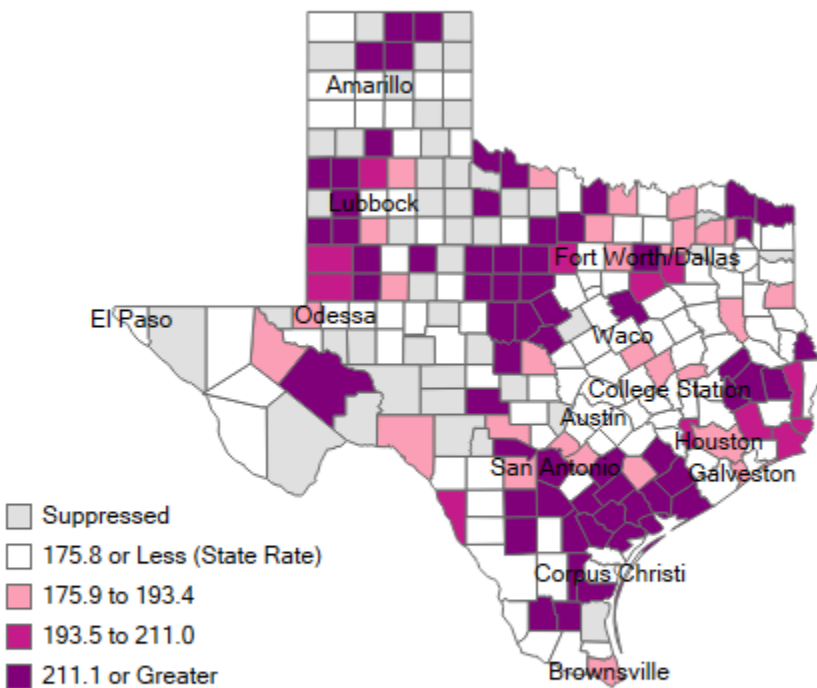 Amarillo
Lubbock
Fort Worth/Dallas
El Paso
Odessa
Waco
College Station
Austin
Houston
San Antonio
Galveston
Suppressed
175.8 or Less (State Rate)
Corpus Christi
175.9 to 193.4
193.5 to 211.0
211.1 or Greater
Brownsville